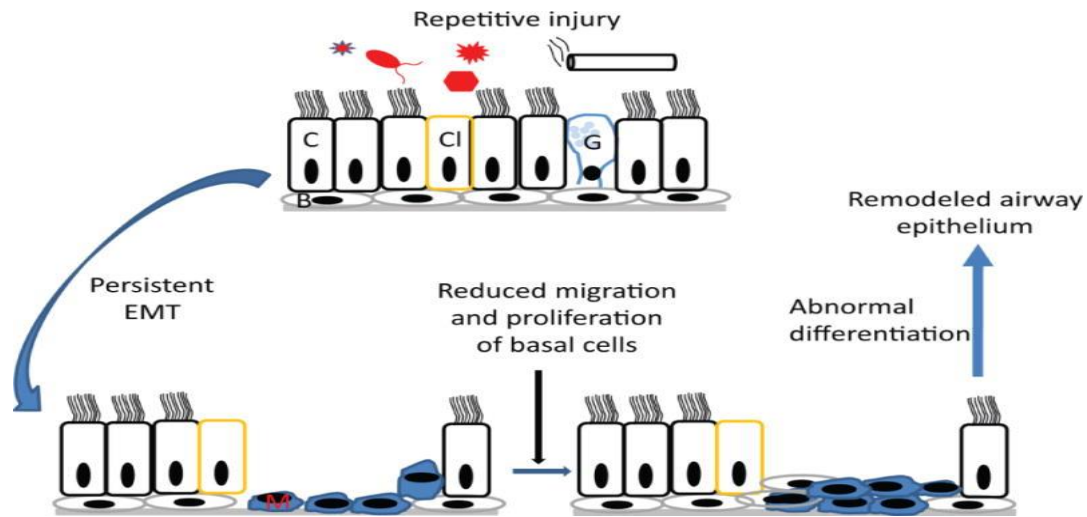 Repetitive injury
C
Cl
G
B
Persistent
EMT
Reduced migration
and proliferation
of basal cells
Abnormal
differentiation
Remodeled airway
epithelium
M